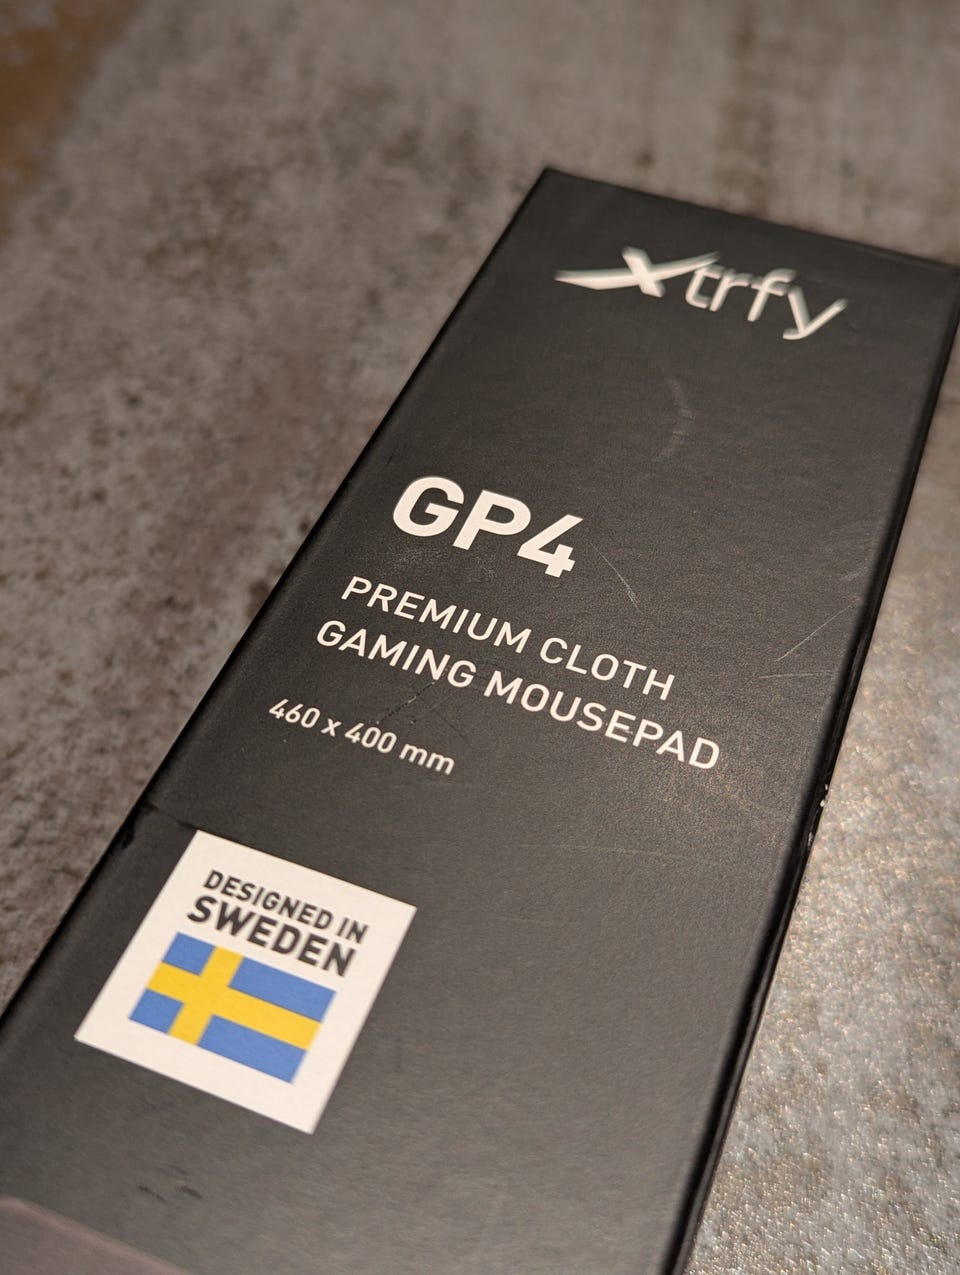 Xtrfy
GP4
PREMIUM CLOTH
GAMING MOUSEPAD
460 x 400 mm
DESIGNED IN
SWEDEN